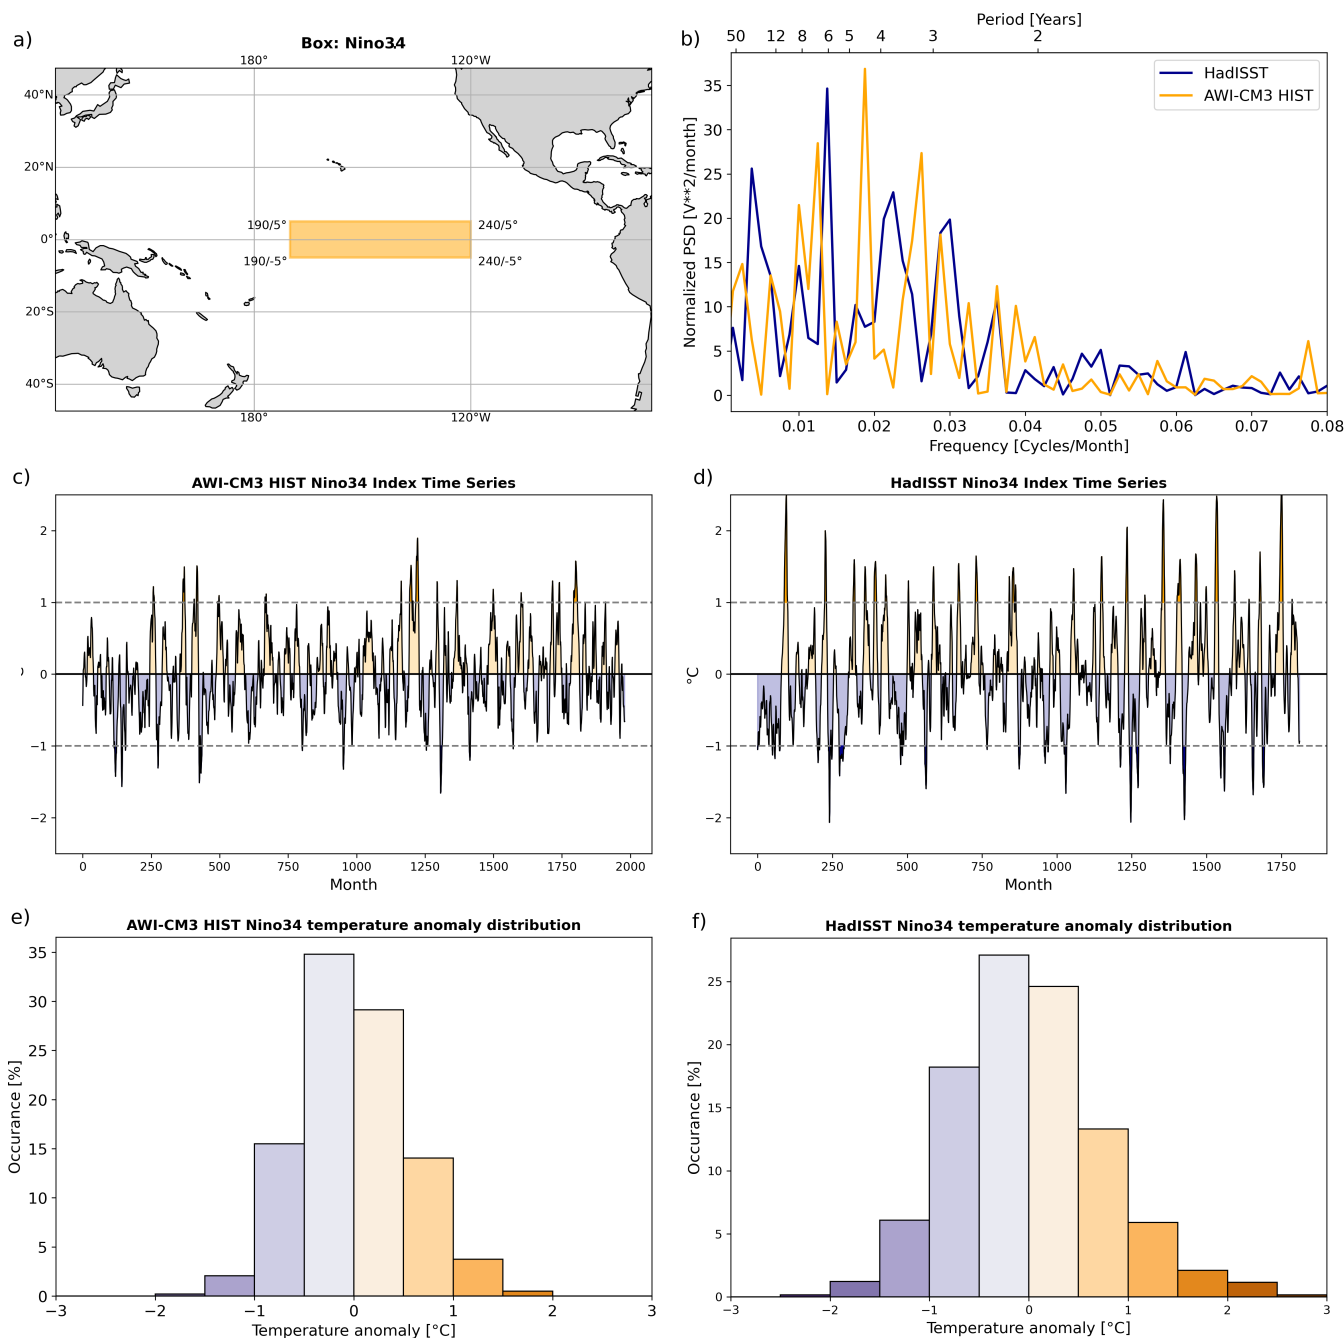 a)
Box: Nino3.4
180°
120°W
40°N
20°N
0°
20°S
40°S
190/5°
240/5°
190/-5°
240/-5°
180°
120°W
b)
Period [Years]
50 12 8 6 5 4 3 2
HadISST
AWI-CM3 HIST
Normalized PSD [V**2/month]
35
30
25
20
15
10
5
0
0.01 0.02 0.03 0.04 0.05 0.06 0.07 0.08
Frequency [Cycles/Month]
c)
AWI-CM3 HIST Nino34 Index Time Series
2
1
0
−1
−2
0 250 500 750 1000 1250 1500 1750 2000
Month
d)
HadISST Nino34 Index Time Series
°C
2
1
0
−1
−2
0 250 500 750 1000 1250 1500 1750
Month
e)
AWI-CM3 HIST Nino34 temperature anomaly distribution
Occurance [%]
35
30
25
20
15
10
5
0
−3 −2 −1 0 1 2 3
Temperature anomaly [°C]
f)
HadISST Nino34 temperature anomaly distribution
Occurance [%]
25
20
15
10
5
0
−3 −2 −1 0 1 2 3
Temperature anomaly [°C]